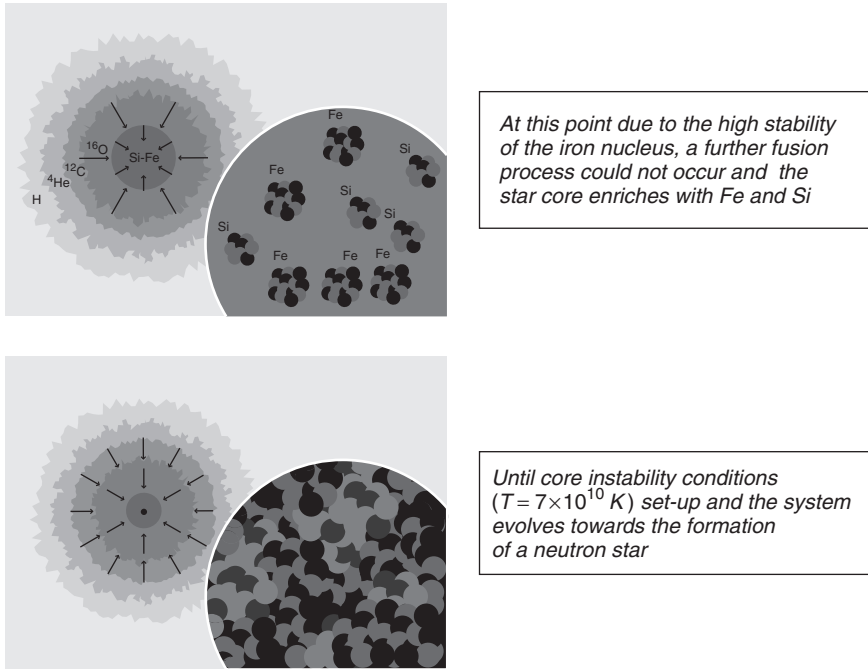 Fe
Si
¹⁶O
Si-Fe
¹²C
Fe
Si
⁴He
H
Si
Si
Fe
Fe
Fe
At this point due to the high stability
of the iron nucleus, a further fusion
process could not occur and the
star core enriches with Fe and Si
Until core instability conditions
(T = 7×10¹⁰ K) set-up and the system
evolves towards the formation
of a neutron star